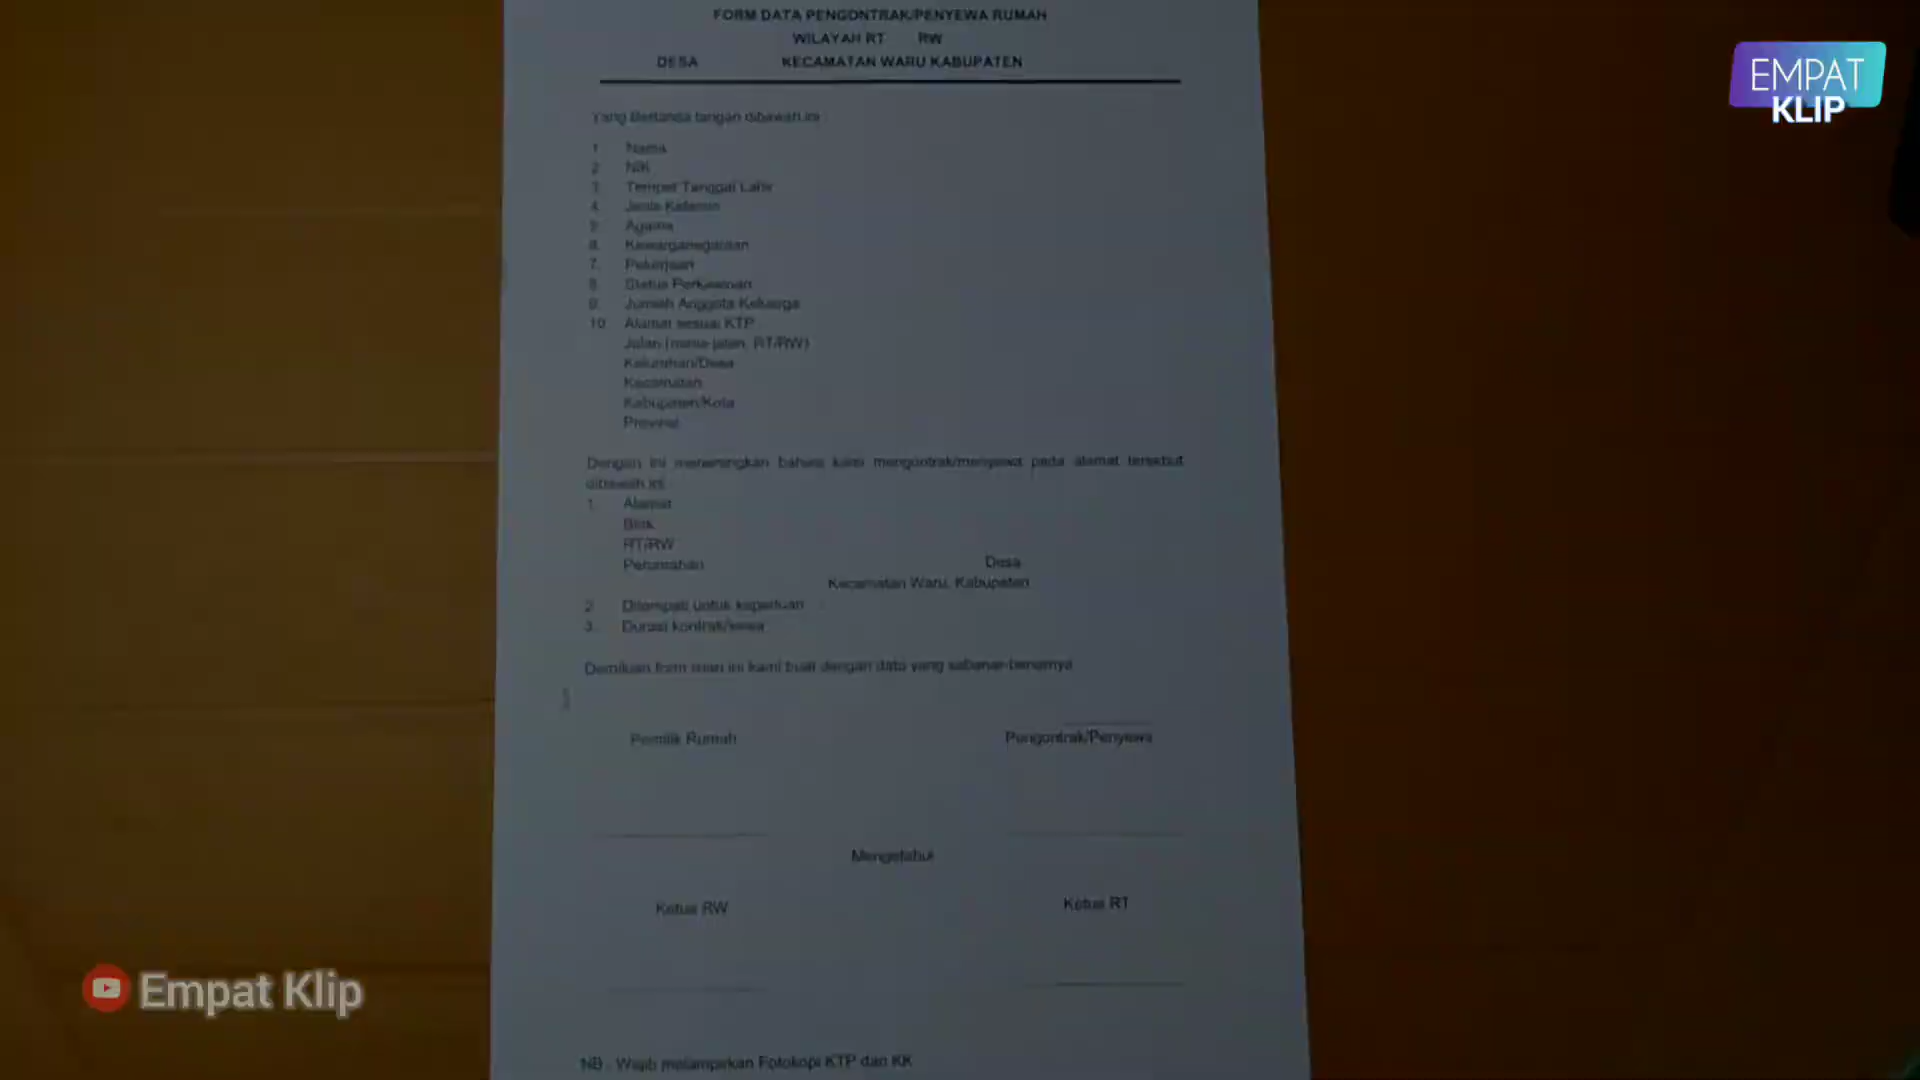 FORM DATA PENGONTRAK/PENYEWA RUMAH
WILAYAH RT RW
DESA KECAMATAN WARU KABUPATEN
EMPAT
KLIP
Yang Bertanda tangan dibawah ini :
1. Nama
2. NIK
3. Tempat Tanggal Lahir
4. Jenis Kelamin
5. Agama
6. Kewarganegaraan
7. Pekerjaan
8. Status Perkawinan
9. Jumlah Anggota Keluarga
10. Alamat sesuai KTP
Jalan (nama jalan, RT/RW)
Kelurahan/Desa
Kecamatan
Kabupaten/Kota
Provinsi
Dengan ini menerangkan bahwa kami mengontrak/menyewa pada alamat tersebut
dibawah ini
1. Alamat
Blok
RT/RW
Perumahan Desa
Kecamatan Waru, Kabupaten
2. Ditempati untuk keperluan
3. Durasi kontrak/sewa
Demikian form isian ini kami buat dengan data yang sebenar-benarnya
Pemilik Rumah Pengontrak/Penyewa
Mengetahui
Ketua RW Ketua RT
Empat Klip
NB : Wajib melampirkan Fotokopi KTP dan KK